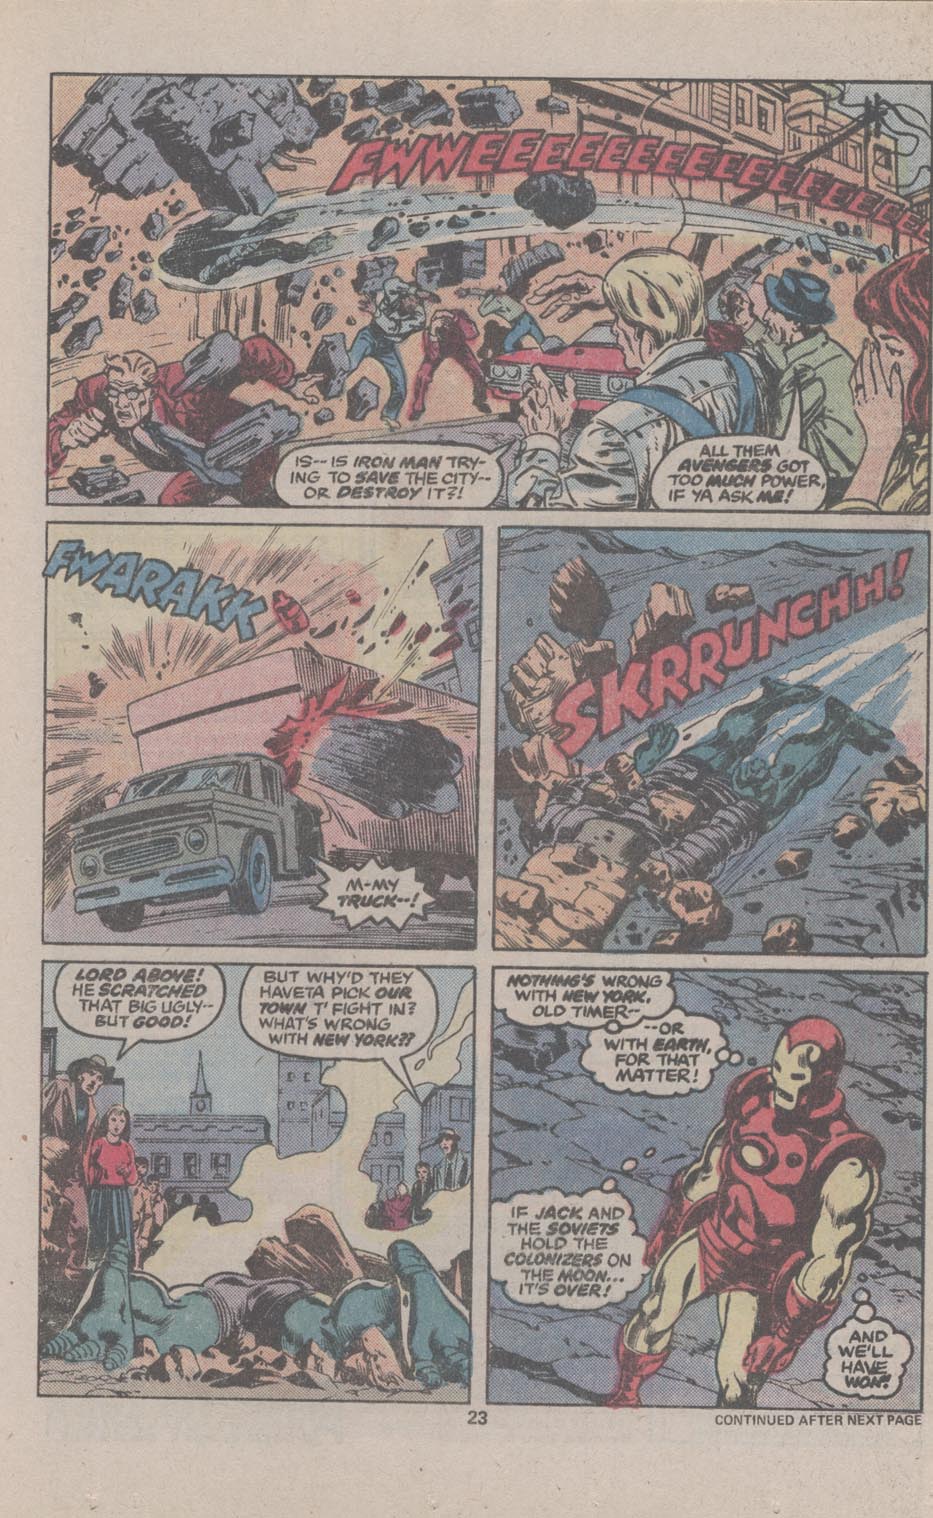 FWWEEEEEEEEEEEEEEEEEE
IS-- IS IRON MAN TRY-
ING TO SAVE THE CITY--
OR DESTROY IT?!
ALL THEM
AVENGERS GOT
TOO MUCH POWER,
IF YA ASK ME!
FWARAKK
M-MY
TRUCK--!
SKRRUNCHH!
LORD ABOVE!
HE SCRATCHED
THAT BIG UGLY--
BUT GOOD!
BUT WHY'D THEY
HAVETA PICK OUR
TOWN T' FIGHT IN?
WHAT'S WRONG
WITH NEW YORK??
NOTHING'S WRONG
WITH NEW YORK,
OLD TIMER--
--OR
WITH EARTH,
FOR THAT
MATTER!
IF JACK AND
THE SOVIETS
HOLD THE
COLONIZERS ON
THE MOON...
IT'S OVER!
AND
WE'LL
HAVE
WON!
23
CONTINUED AFTER NEXT PAGE